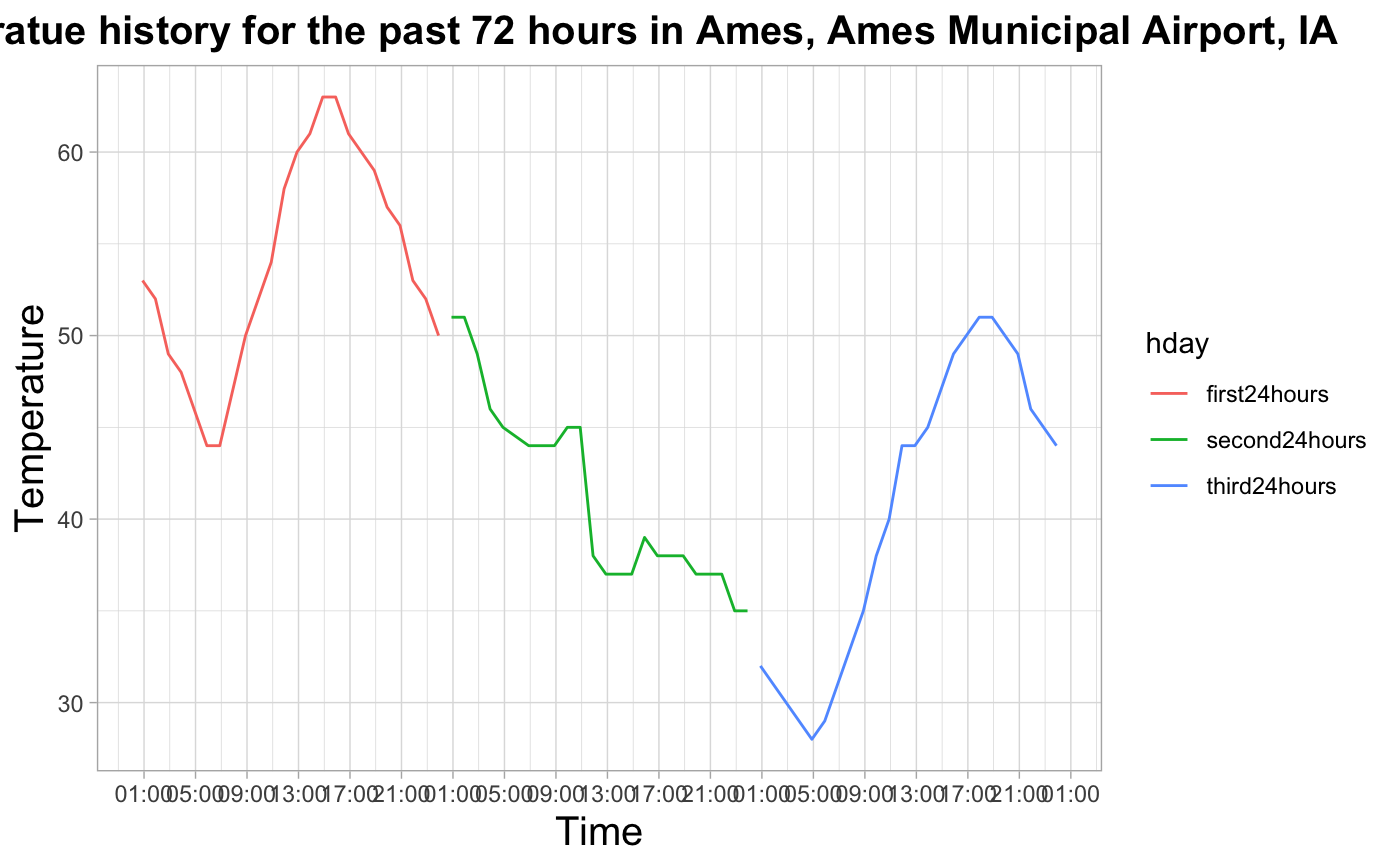 ratue history for the past 72 hours in Ames, Ames Municipal Airport, IA
60
50
40
30
Temperature
01:00 05:00 09:00 13:00 17:00 21:00 01:00 05:00 09:00 13:00 17:00 21:00 01:00 05:00 09:00 13:00 17:00 21:00 01:00
Time
hday
first24hours
second24hours
third24hours